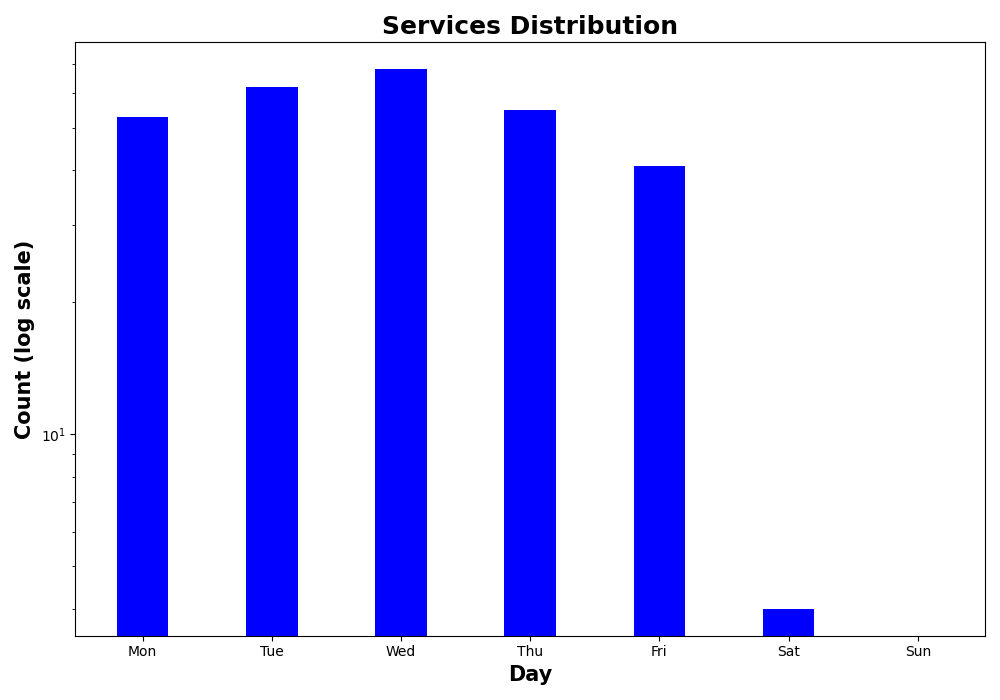 Services Distribution
Count (log scale)
10¹
Mon Tue Wed Thu Fri Sat Sun
Day